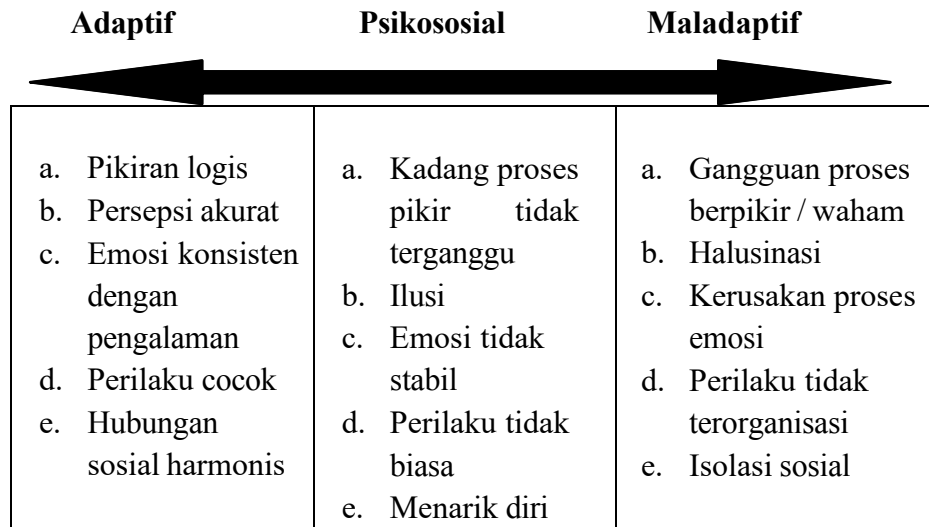 Adaptif Psikososial Maladaptif
a. Pikiran logis
b. Persepsi akurat
c. Emosi konsisten
dengan
pengalaman
d. Perilaku cocok
e. Hubungan
sosial harmonis
a. Kadang proses
pikir tidak
terganggu
b. Ilusi
c. Emosi tidak
stabil
d. Perilaku tidak
biasa
e. Menarik diri
a. Gangguan proses
berpikir / waham
b. Halusinasi
c. Kerusakan proses
emosi
d. Perilaku tidak
terorganisasi
e. Isolasi sosial